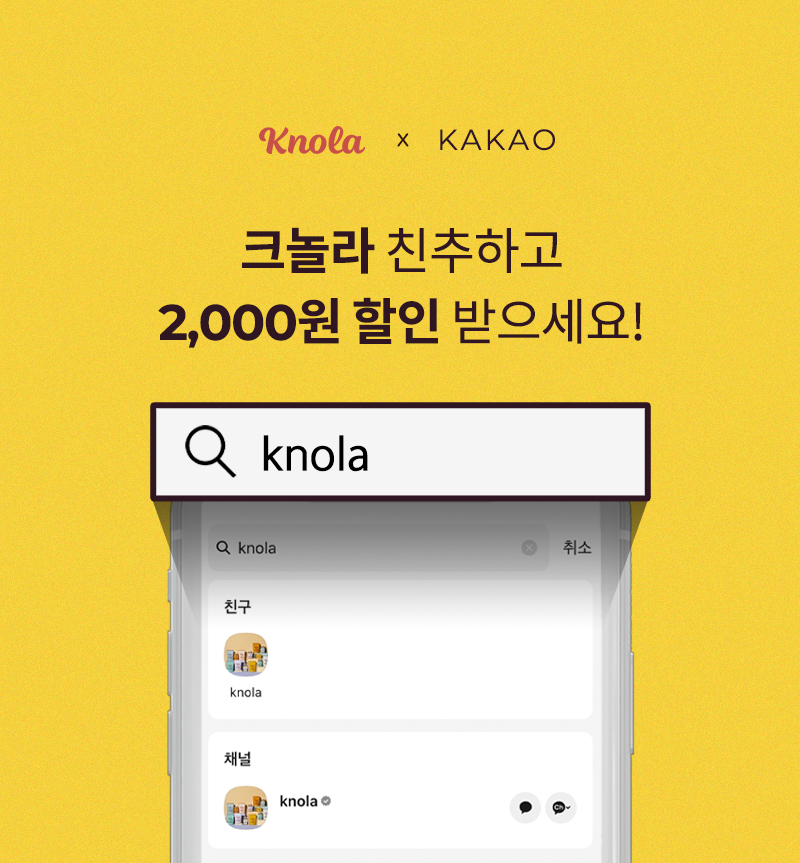 Knola x KAKAO
크놀라 친추하고
2,000원 할인 받으세요!
knola
knola 취소
친구
knola
채널
knola Ch